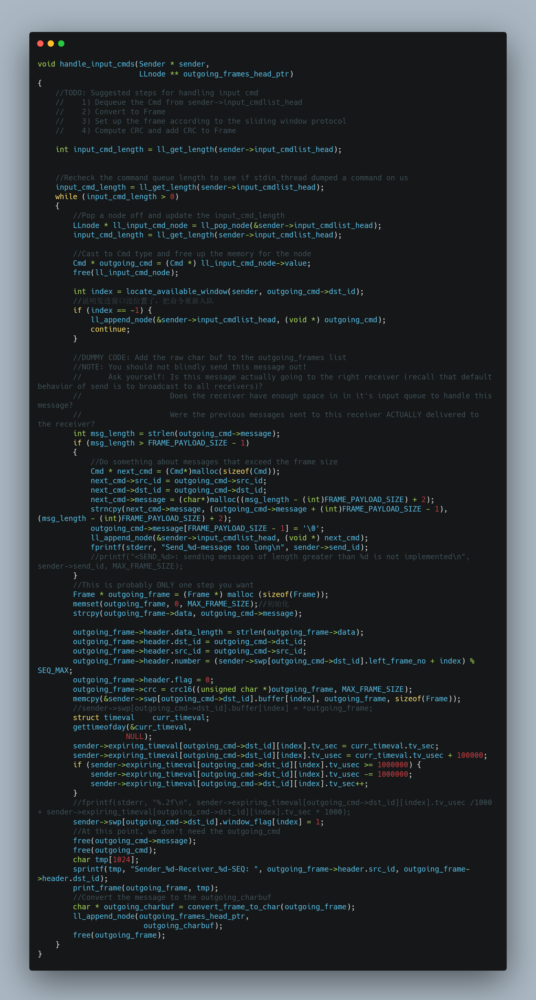 void handle_input_cmds(Sender * sender,
                       LLnode ** outgoing_frames_head_ptr)
{
    //TODO: Suggested steps for handling input cmd
    //    1) Dequeue the Cmd from sender->input_cmdlist_head
    //    2) Convert to Frame
    //    3) Set up the frame according to the sliding window protocol
    //    4) Compute CRC and add CRC to Frame

    int input_cmd_length = ll_get_length(sender->input_cmdlist_head);


    //Recheck the command queue length to see if stdin_thread dumped a command on us
    input_cmd_length = ll_get_length(sender->input_cmdlist_head);
    while (input_cmd_length > 0)
    {
        //Pop a node off and update the input_cmd_length
        LLnode * ll_input_cmd_node = ll_pop_node(&sender->input_cmdlist_head);
        input_cmd_length = ll_get_length(sender->input_cmdlist_head);

        //Cast to Cmd type and free up the memory for the node
        Cmd * outgoing_cmd = (Cmd *) ll_input_cmd_node->value;
        free(ll_input_cmd_node);

        int index = locate_available_window(sender, outgoing_cmd->dst_id);
        //说明发送窗口没位置了，把命令重新入队
        if (index == -1) {
            ll_append_node(&sender->input_cmdlist_head, (void *) outgoing_cmd);
            continue;
        }

        //DUMMY CODE: Add the raw char buf to the outgoing_frames list
        //NOTE: You should not blindly send this message out!
        //      Ask yourself: Is this message actually going to the right receiver (recall that default
behavior of send is to broadcast to all receivers)?
        //                    Does the receiver have enough space in in it's input queue to handle this
message?
        //                    Were the previous messages sent to this receiver ACTUALLY delivered to
the receiver?
        int msg_length = strlen(outgoing_cmd->message);
        if (msg_length > FRAME_PAYLOAD_SIZE - 1)
        {
            //Do something about messages that exceed the frame size
            Cmd * next_cmd = (Cmd*)malloc(sizeof(Cmd));
            next_cmd->src_id = outgoing_cmd->src_id;
            next_cmd->dst_id = outgoing_cmd->dst_id;
            next_cmd->message = (char*)malloc((msg_length - (int)FRAME_PAYLOAD_SIZE) + 2);
            strncpy(next_cmd->message, (outgoing_cmd->message + (int)FRAME_PAYLOAD_SIZE - 1),
(msg_length - (int)FRAME_PAYLOAD_SIZE) + 2);
            outgoing_cmd->message[FRAME_PAYLOAD_SIZE - 1] = '\0';
            ll_append_node(&sender->input_cmdlist_head, (void *) next_cmd);
            fprintf(stderr, "Send_%d-message too long\n", sender->send_id);
            //printf("<SEND_%d>: sending messages of length greater than %d is not implemented\n",
sender->send_id, MAX_FRAME_SIZE);
        }
        //This is probably ONLY one step you want
        Frame * outgoing_frame = (Frame *) malloc (sizeof(Frame));
        memset(outgoing_frame, 0, MAX_FRAME_SIZE);//初始化
        strcpy(outgoing_frame->data, outgoing_cmd->message);

        outgoing_frame->header.data_length = strlen(outgoing_frame->data);
        outgoing_frame->header.dst_id = outgoing_cmd->dst_id;
        outgoing_frame->header.src_id = outgoing_cmd->src_id;
        outgoing_frame->header.number = (sender->swp[outgoing_cmd->dst_id].left_frame_no + index) %
SEQ_MAX;
        outgoing_frame->header.flag = 0;
        outgoing_frame->crc = crc16((unsigned char *)outgoing_frame, MAX_FRAME_SIZE);
        memcpy(&sender->swp[outgoing_cmd->dst_id].buffer[index], outgoing_frame, sizeof(Frame));
        //sender->swp[outgoing_cmd->dst_id].buffer[index] = *outgoing_frame;
        struct timeval    curr_timeval;
        gettimeofday(&curr_timeval,
                    NULL);
        sender->expiring_timeval[outgoing_cmd->dst_id][index].tv_sec = curr_timeval.tv_sec;
        sender->expiring_timeval[outgoing_cmd->dst_id][index].tv_usec = curr_timeval.tv_usec + 100000;
        if (sender->expiring_timeval[outgoing_cmd->dst_id][index].tv_usec >= 1000000) {
            sender->expiring_timeval[outgoing_cmd->dst_id][index].tv_usec -= 1000000;
            sender->expiring_timeval[outgoing_cmd->dst_id][index].tv_sec++;
        }
        //fprintf(stderr, "%.2f\n", sender->expiring_timeval[outgoing_cmd->dst_id][index].tv_usec /1000
+ sender->expiring_timeval[outgoing_cmd->dst_id][index].tv_sec * 1000);
        sender->swp[outgoing_cmd->dst_id].window_flag[index] = 1;
        //At this point, we don't need the outgoing_cmd
        free(outgoing_cmd->message);
        free(outgoing_cmd);
        char tmp[1024];
        sprintf(tmp, "Sender_%d-Receiver_%d-SEQ: ", outgoing_frame->header.src_id, outgoing_frame-
>header.dst_id);
        print_frame(outgoing_frame, tmp);
        //Convert the message to the outgoing_charbuf
        char * outgoing_charbuf = convert_frame_to_char(outgoing_frame);
        ll_append_node(outgoing_frames_head_ptr,
                        outgoing_charbuf);
        free(outgoing_frame);
    }
}